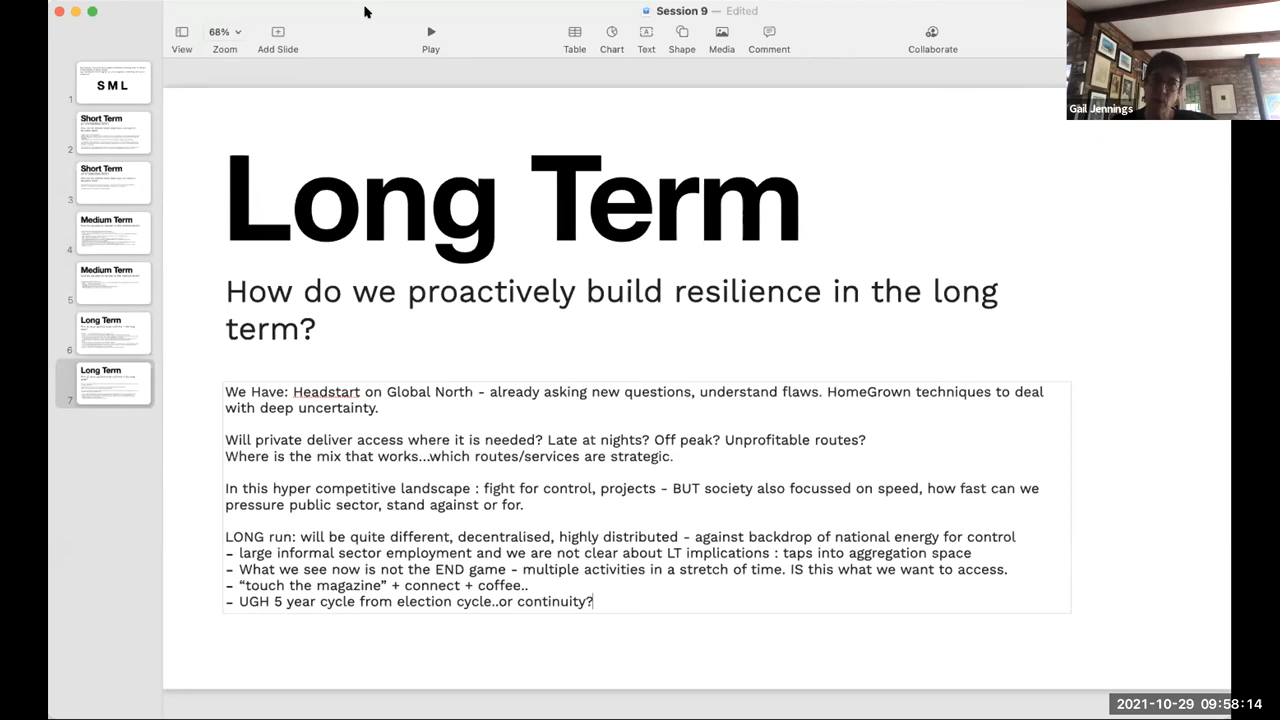 Session 9 — Edited
68%
View
Zoom
Add Slide
Play
Table
Chart
Text
Shape
Media
Comment
Collaborate
Gail Jennings
S M L
1
Short Term
2
Short Term
3
Medium Term
4
Medium Term
5
Long Term
6
Long Term
7
Long Term
How do we proactively build resilience in the long
term?
We Have: Headstart on Global North - already asking new questions, understand flaws. HomeGrown techniques to deal
with deep uncertainty.
Will private deliver access where it is needed? Late at nights? Off peak? Unprofitable routes?
Where is the mix that works...which routes/services are strategic.
In this hyper competitive landscape : fight for control, projects - BUT society also focussed on speed, how fast can we
pressure public sector, stand against or for.
LONG run: will be quite different, decentralised, highly distributed - against backdrop of national energy for control
- large informal sector employment and we are not clear about LT implications : taps into aggregation space
- What we see now is not the END game - multiple activities in a stretch of time. IS this what we want to access.
- “touch the magazine” + connect + coffee..
- UGH 5 year cycle from election cycle..or continuity?
2021-10-29 09:58:14